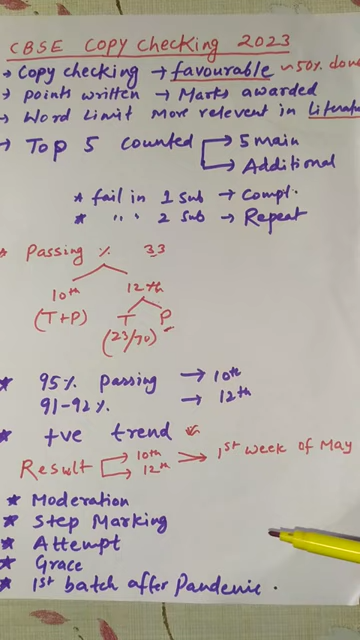 CBSE Copy Checking 2023
→ Copy checking → favourable ~50% done
→ Points written → Marks awarded
→ Word Limit More relevent in Literatu
→ Top 5 counted → 5 main
→ Additional
* fail in 1 Sub → Compt.
* " " 2 Sub → Repeat
* Passing % 33
10th 12th
(T+P) T P
(23/70)
* 95% Passing → 10th
91-92% → 12th
* +ve trend
Result → 10th → 1st week of May
→ 12th
* Moderation
* Step Marking
* Attempt
* Grace
* 1st batch after Pandemic.